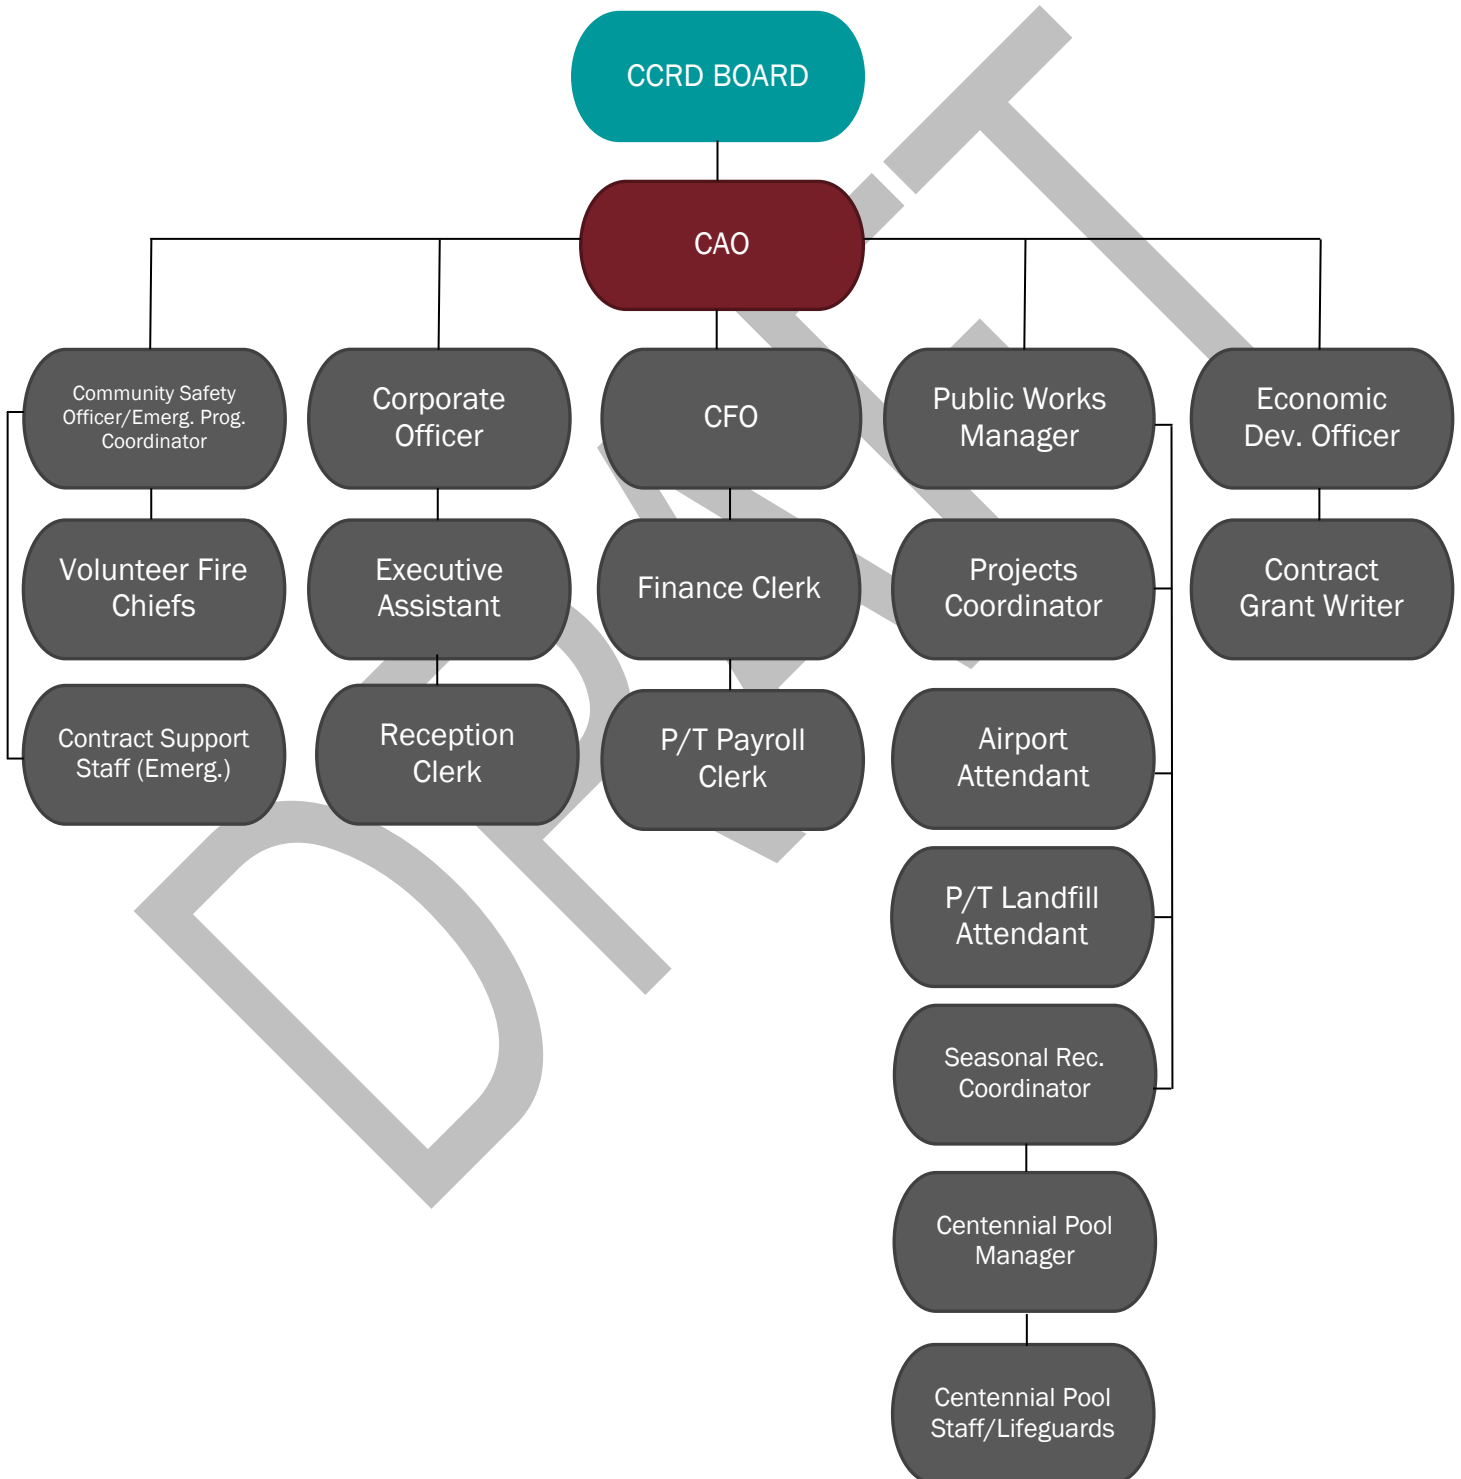 CCRD BOARD
CAO
Community Safety
Officer/Emerg. Prog.
Coordinator
Corporate
Officer
CFO
Public Works
Manager
Economic
Dev. Officer
Volunteer Fire
Chiefs
Executive
Assistant
Finance Clerk
Projects
Coordinator
Contract
Grant Writer
Contract Support
Staff (Emerg.)
Reception
Clerk
P/T Payroll
Clerk
Airport
Attendant
P/T Landfill
Attendant
Seasonal Rec.
Coordinator
Centennial Pool
Manager
Centennial Pool
Staff/Lifeguards
DRAFT